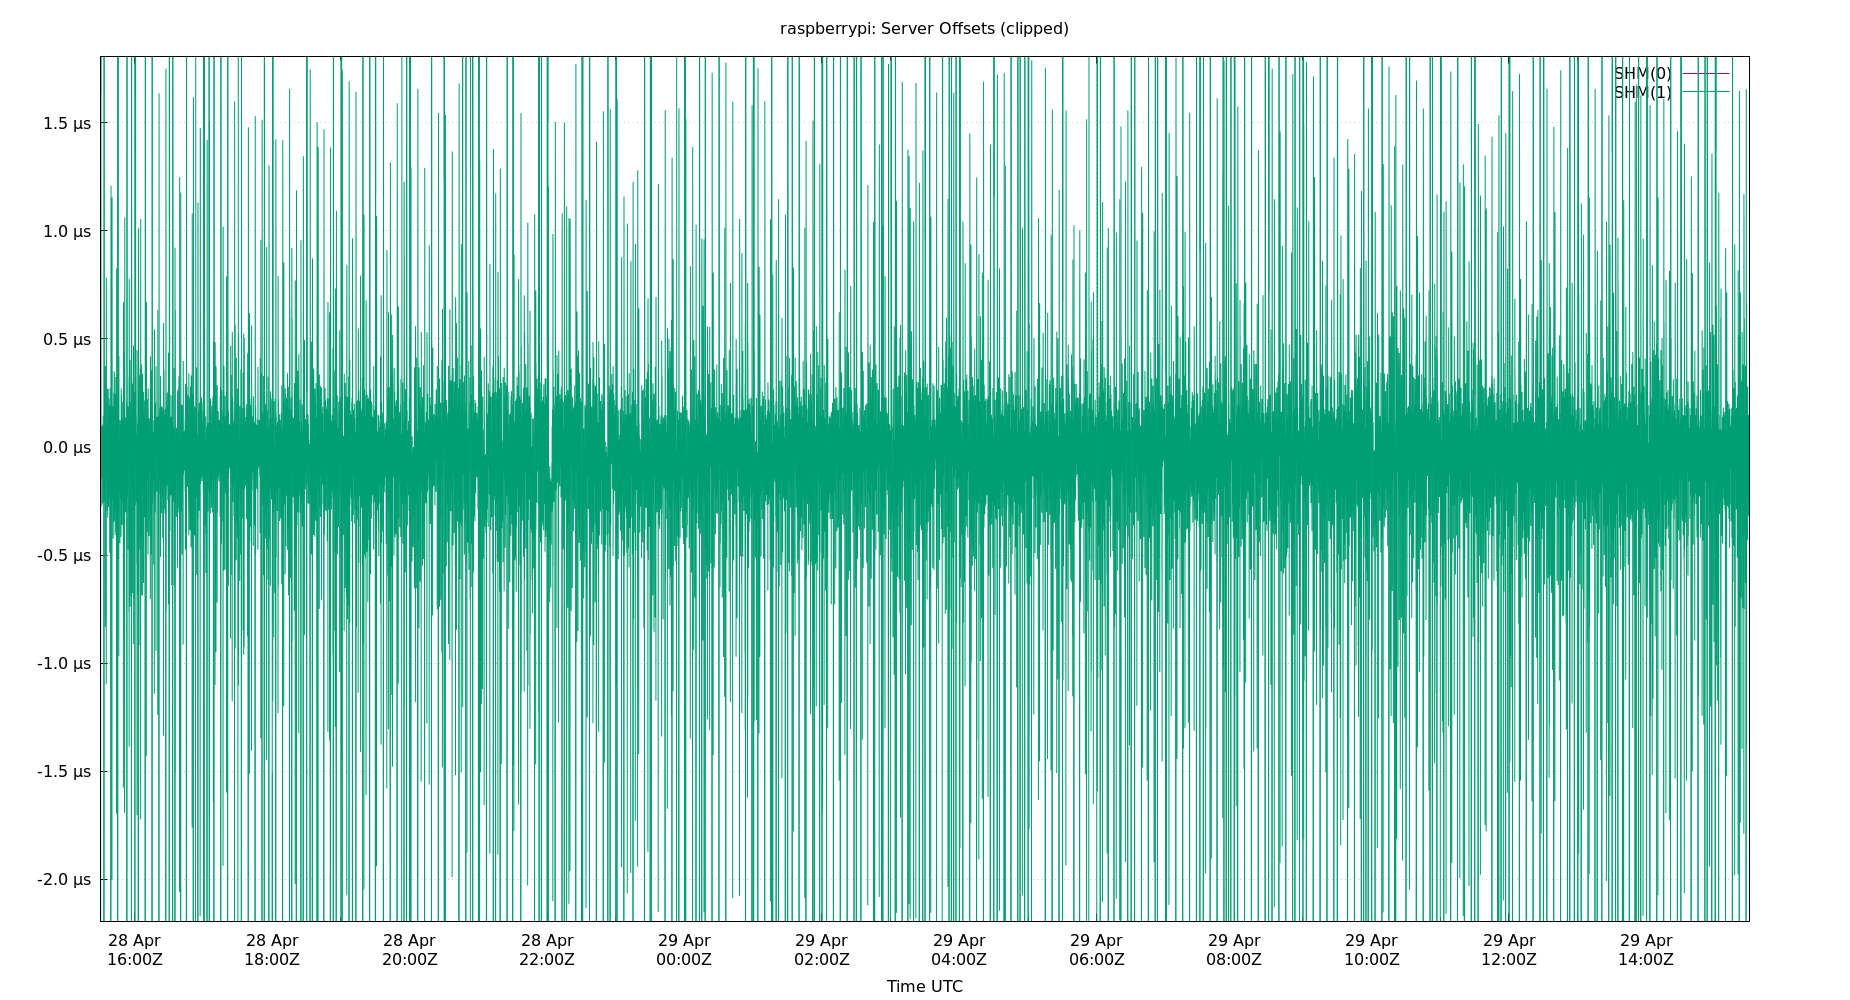 raspberrypi: Server Offsets (clipped)
SHM(0)
SHM(1)
1.5 µs
1.0 µs
0.5 µs
0.0 µs
-0.5 µs
-1.0 µs
-1.5 µs
-2.0 µs
28 Apr 28 Apr 28 Apr 28 Apr 29 Apr 29 Apr 29 Apr 29 Apr 29 Apr 29 Apr 29 Apr 29 Apr
16:00Z 18:00Z 20:00Z 22:00Z 00:00Z 02:00Z 04:00Z 06:00Z 08:00Z 10:00Z 12:00Z 14:00Z
Time UTC